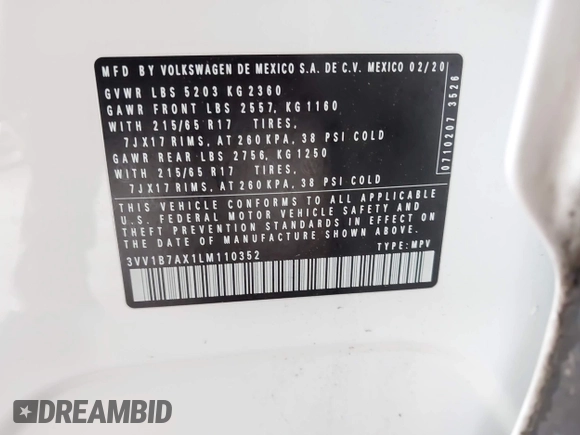 MFD BY VOLKSWAGEN DE MEXICO S.A. DE C.V. MEXICO 02/20
GVWR LBS 5203 KG 2360
GAWR FRONT LBS 2557, KG 1160
WITH 215/65 R17 TIRES,
7JX17 RIMS, AT 260 KPA, 38 PSI COLD
GAWR REAR LBS 2756, KG 1250
WITH 215/65 R17 TIRES,
7JX17 RIMS, AT 260 KPA, 38 PSI COLD
THIS VEHICLE CONFORMS TO ALL APPLICABLE
U.S. FEDERAL MOTOR VEHICLE SAFETY AND
THEFT PREVENTION STANDARDS IN EFFECT ON
THE DATE OF MANUFACTURE SHOWN ABOVE.
3VV1B7AX1LM110352 TYPE: MPV
0710207 3526
DREAMBID